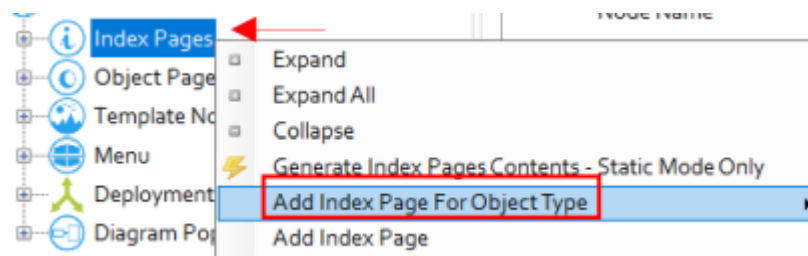 Node Name
Index Pages
Expand
Object Page
Expand All
Template No
Collapse
Menu
Generate Index Pages Contents - Static Mode Only
Deployment
Add Index Page For Object Type
Diagram Pop
Add Index Page